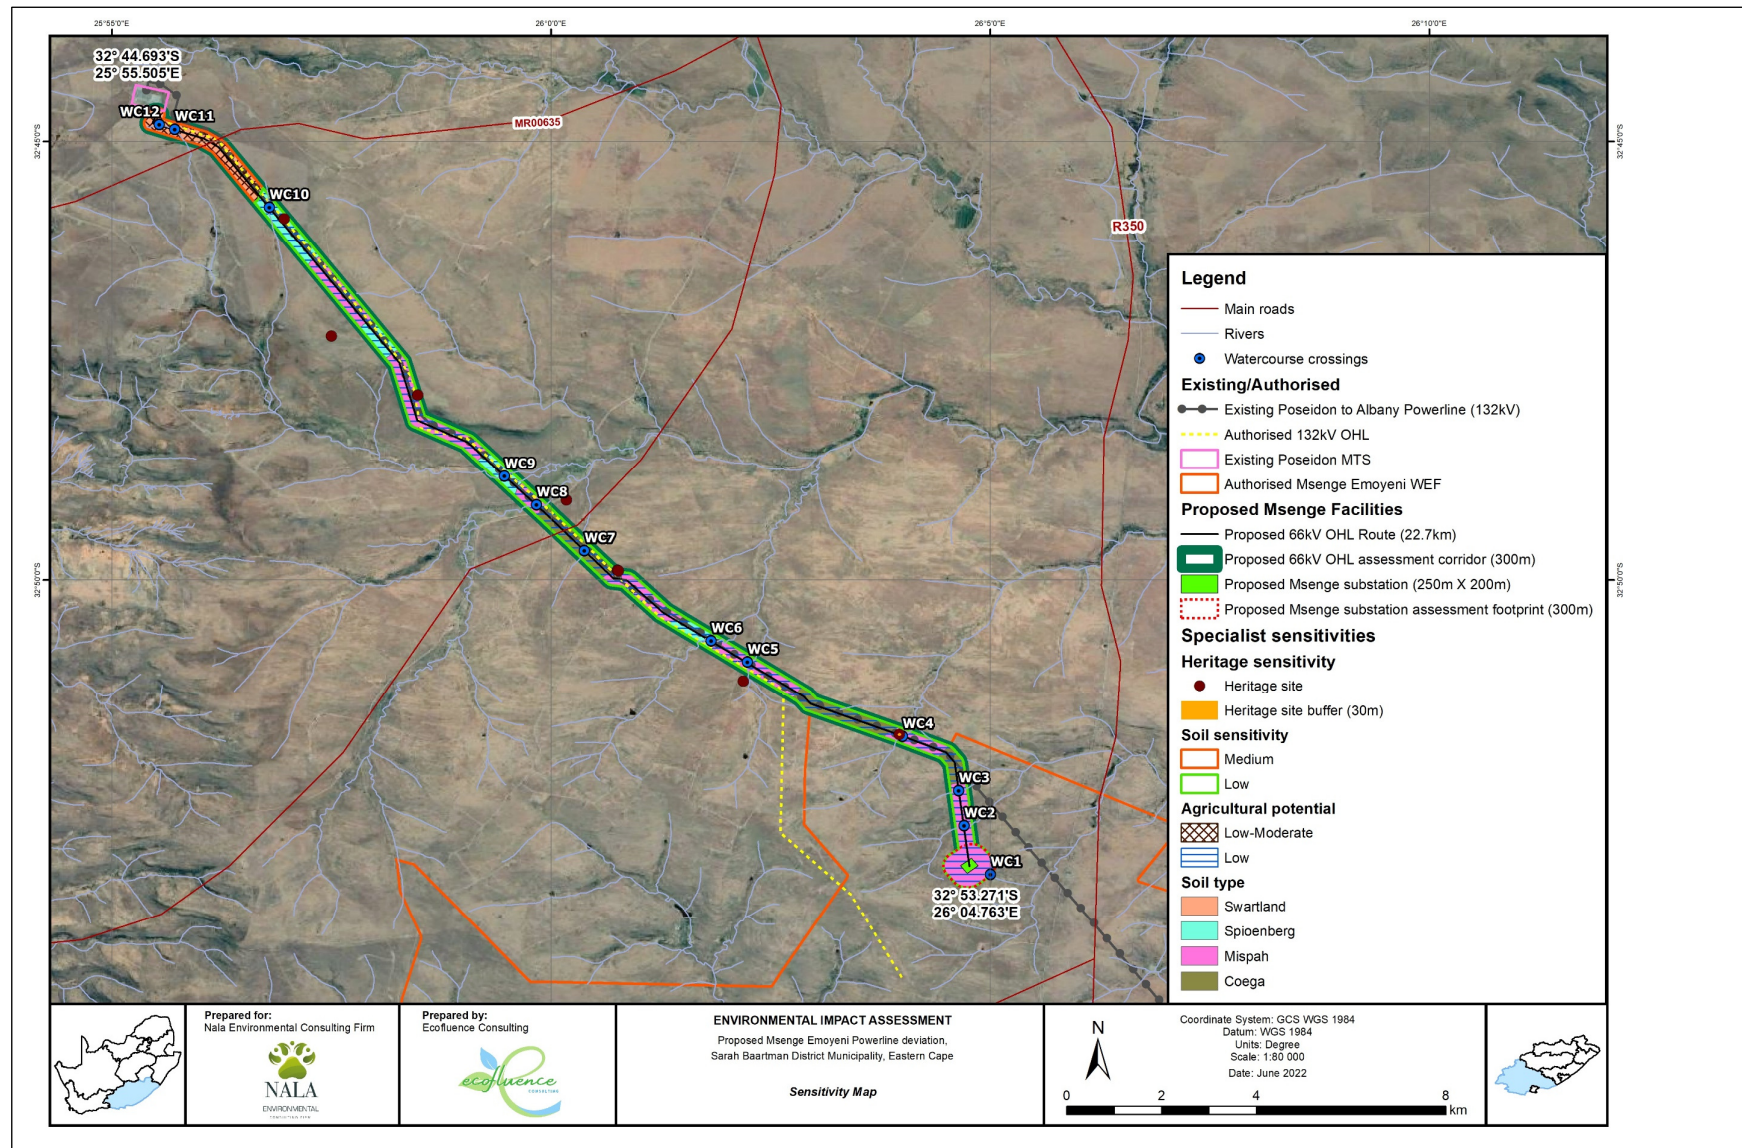 25°55'0"E
26°0'0"E
26°5'0"E
26°10'0"E
32° 44.693'S
25° 55.505'E
WC12
WC11
MR00635
32°45'0"S
32°45'0"S
WC10
R350
WC9
WC8
WC7
32°50'0"S
32°50'0"S
WC6
WC5
WC4
WC3
WC2
WC1
32° 53.271'S
26° 04.763'E
Legend
Main roads
Rivers
Watercourse crossings
Existing/Authorised
Existing Poseidon to Albany Powerline (132kV)
Authorised 132kV OHL
Existing Poseidon MTS
Authorised Msenge Emoyeni WEF
Proposed Msenge Facilities
Proposed 66kV OHL Route (22.7km)
Proposed 66kV OHL assessment corridor (300m)
Proposed Msenge substation (250m X 200m)
Proposed Msenge substation assessment footprint (300m)
Specialist sensitivities
Heritage sensitivity
Heritage site
Heritage site buffer (30m)
Soil sensitivity
Medium
Low
Agricultural potential
Low-Moderate
Low
Soil type
Swartland
Spioenberg
Mispah
Coega
Prepared for:
Nala Environmental Consulting Firm
NALA
ENVIRONMENTAL
CONSULTING FIRM
Prepared by:
Ecofluence Consulting
ecofluence
CONSULTING
ENVIRONMENTAL IMPACT ASSESSMENT
Proposed Msenge Emoyeni Powerline deviation,
Sarah Baartman District Municipality, Eastern Cape
Sensitivity Map
N
0 2 4 8
km
Coordinate System: GCS WGS 1984
Datum: WGS 1984
Units: Degree
Scale: 1:80 000
Date: June 2022